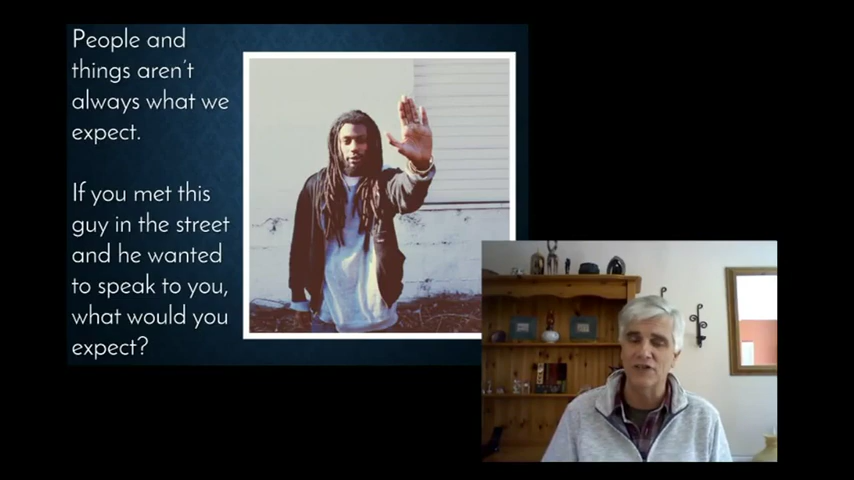 People and
things aren't
always what we
expect.
If you met this
guy in the street
and he wanted
to speak to you,
what would you
expect?